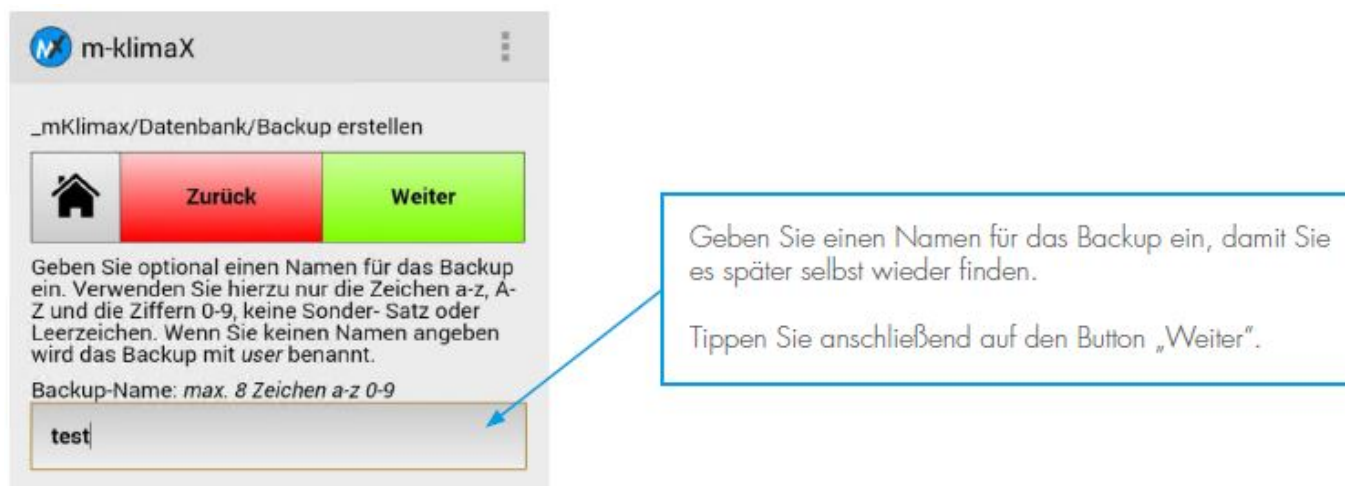 m-klimaX
_mKlimax/Datenbank/Backup erstellen
Zurück
Weiter
Geben Sie optional einen Namen für das Backup
ein. Verwenden Sie hierzu nur die Zeichen a-z, A-
Z und die Ziffern 0-9, keine Sonder- Satz oder
Leerzeichen. Wenn Sie keinen Namen angeben
wird das Backup mit user benannt.
Backup-Name: max. 8 Zeichen a-z 0-9
test
Geben Sie einen Namen für das Backup ein, damit Sie
es später selbst wieder finden.
Tippen Sie anschließend auf den Button „Weiter“.